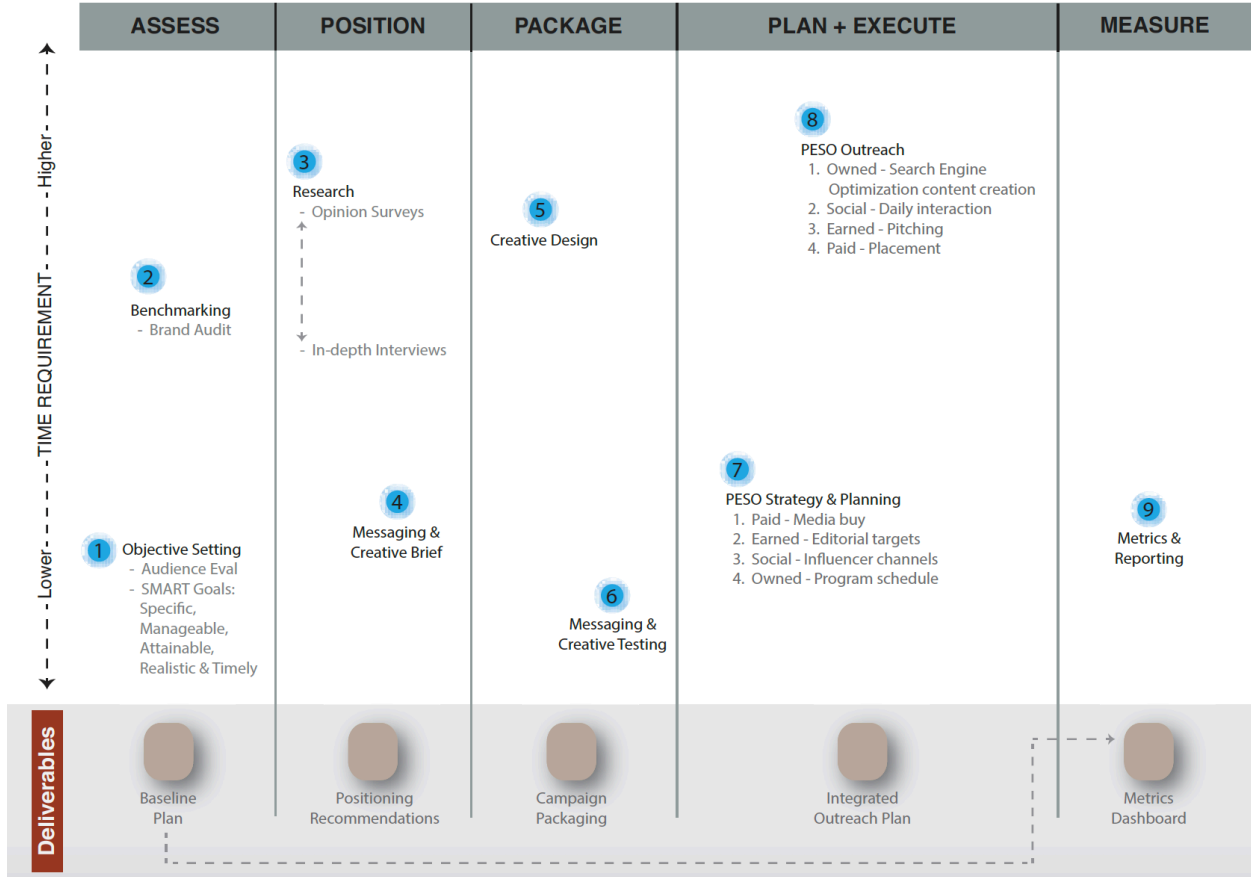 ASSESS
POSITION
PACKAGE
PLAN + EXECUTE
MEASURE
Lower
TIME REQUIREMENT
Higher
1
Objective Setting
- Audience Eval
- SMART Goals:
Specific,
Manageable,
Attainable,
Realistic & Timely
2
Benchmarking
- Brand Audit
3
Research
- Opinion Surveys
- In-depth Interviews
4
Messaging &
Creative Brief
5
Creative Design
6
Messaging &
Creative Testing
7
PESO Strategy & Planning
1. Paid - Media buy
2. Earned - Editorial targets
3. Social - Influencer channels
4. Owned - Program schedule
8
PESO Outreach
1. Owned - Search Engine
Optimization content creation
2. Social - Daily interaction
3. Earned - Pitching
4. Paid - Placement
9
Metrics &
Reporting
Deliverables
Baseline
Plan
Positioning
Recommendations
Campaign
Packaging
Integrated
Outreach Plan
Metrics
Dashboard